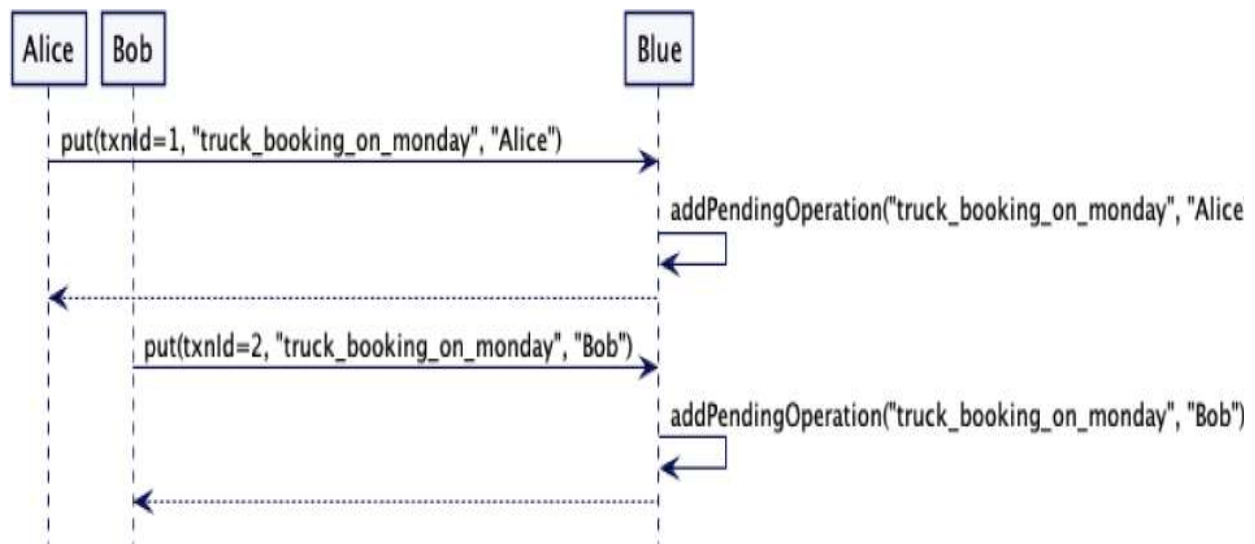 Alice Bob Blue
put(txnId=1, "truck_booking_on_monday", "Alice")
addPendingOperation("truck_booking_on_monday", "Alice
put(txnId=2, "truck_booking_on_monday", "Bob")
addPendingOperation("truck_booking_on_monday", "Bob")